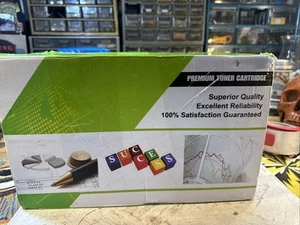 PREMIUM TONER CARTRIDGE
Superior Quality
Excellent Reliability
100% Satisfaction Guaranteed
SUCCESS